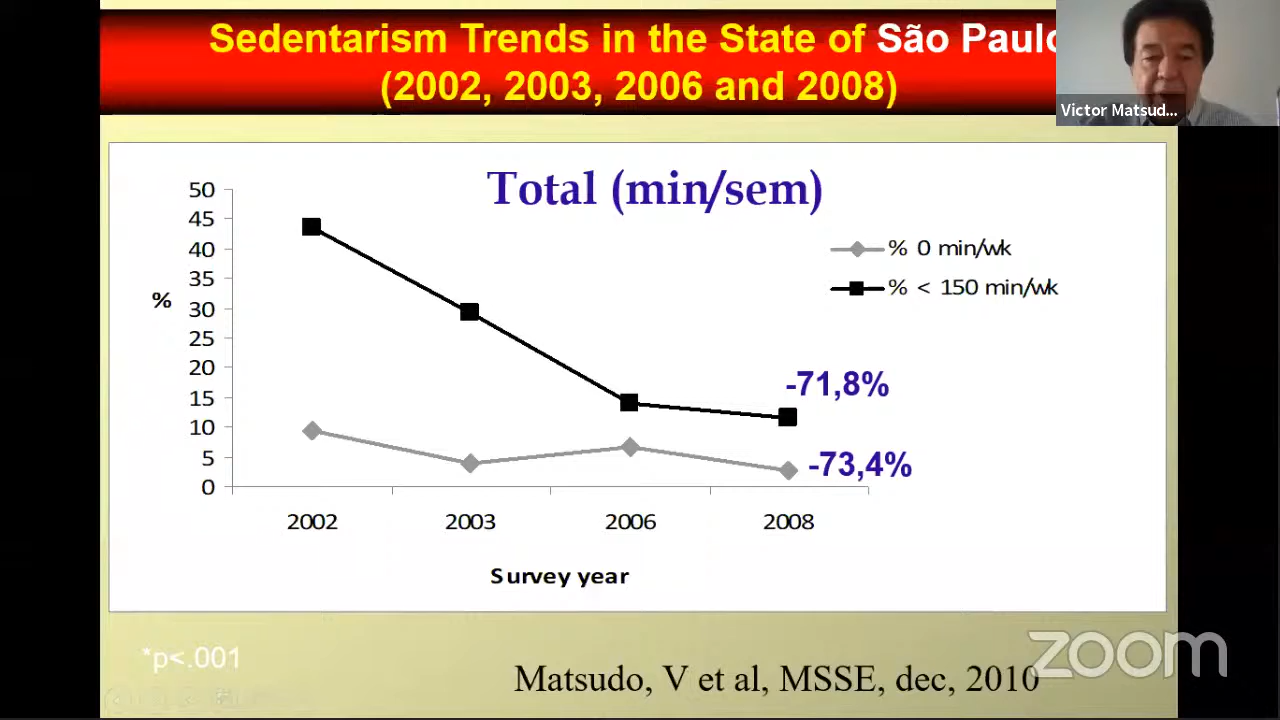 Sedentarism Trends in the State of São Paulo
(2002, 2003, 2006 and 2008)
Victor Matsud...
Total (min/sem)
50
45
40
35
30
25
20
15
10
5
0
%
% 0 min/wk
% < 150 min/wk
-71,8%
-73,4%
2002 2003 2006 2008
Survey year
*p<.001
Matsudo, V et al, MSSE, dec, 2010
zoom